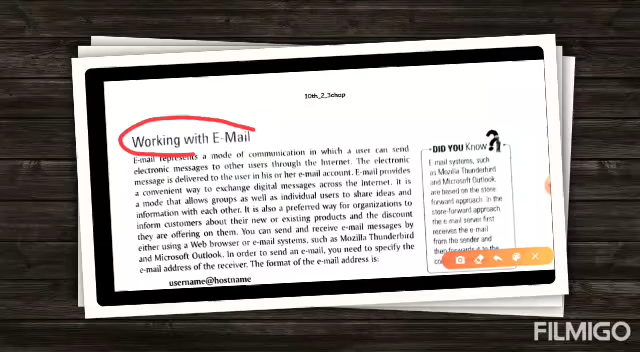 10th_2_3chap
Working with E-Mail
E-mail represents a mode of communication in which a user can send
electronic messages to other users through the Internet. The electronic
message is delivered to the user in his or her e-mail account. E-mail provides
a convenient way to exchange digital messages across the Internet. It is
a mode that allows groups as well as individual users to share ideas and
information with each other. It is also a preferred way for organizations to
inform customers about their new or existing products and the discount
they are offering on them. You can send and receive e-mail messages by
either using a Web browser or e-mail systems, such as Mozilla Thunderbird
and Microsoft Outlook. In order to send an e-mail, you need to specify the
e-mail address of the receiver. The format of the e-mail address is:
username@hostname
DID YOU Know ?
E-mail systems, such
as Mozilla Thunderbird
and Microsoft Outlook,
are based on the store
forward approach. In the
store-forward approach
the e-mail server first
receives the e-mail
from the sender and
then forwards it to the
FILMIGO